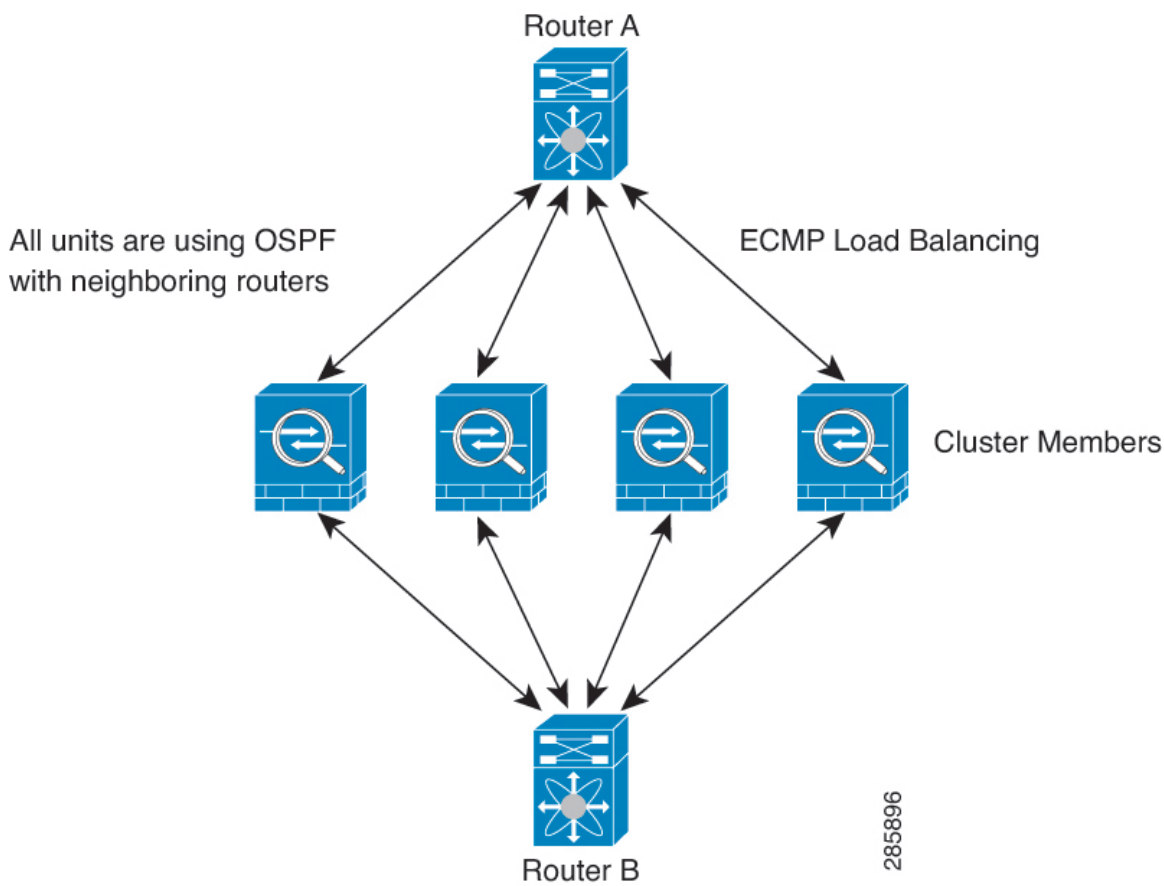 Router A
All units are using OSPF
with neighboring routers
ECMP Load Balancing
Cluster Members
Router B
285896